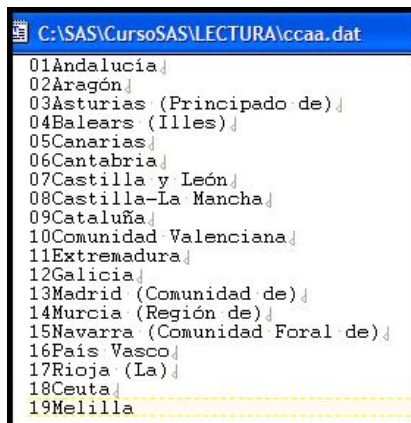 C:\SAS\CursoSAS\LECTURA\ccaa.dat
01Andalucía
02Aragón
03Asturias (Principado de)
04Balears (Illes)
05Canarias
06Cantabria
07Castilla y León
08Castilla-La Mancha
09Cataluña
10Comunidad Valenciana
11Extremadura
12Galicia
13Madrid (Comunidad de)
14Murcia (Región de)
15Navarra (Comunidad Foral de)
16País Vasco
17Rioja (La)
18Ceuta
19Melilla